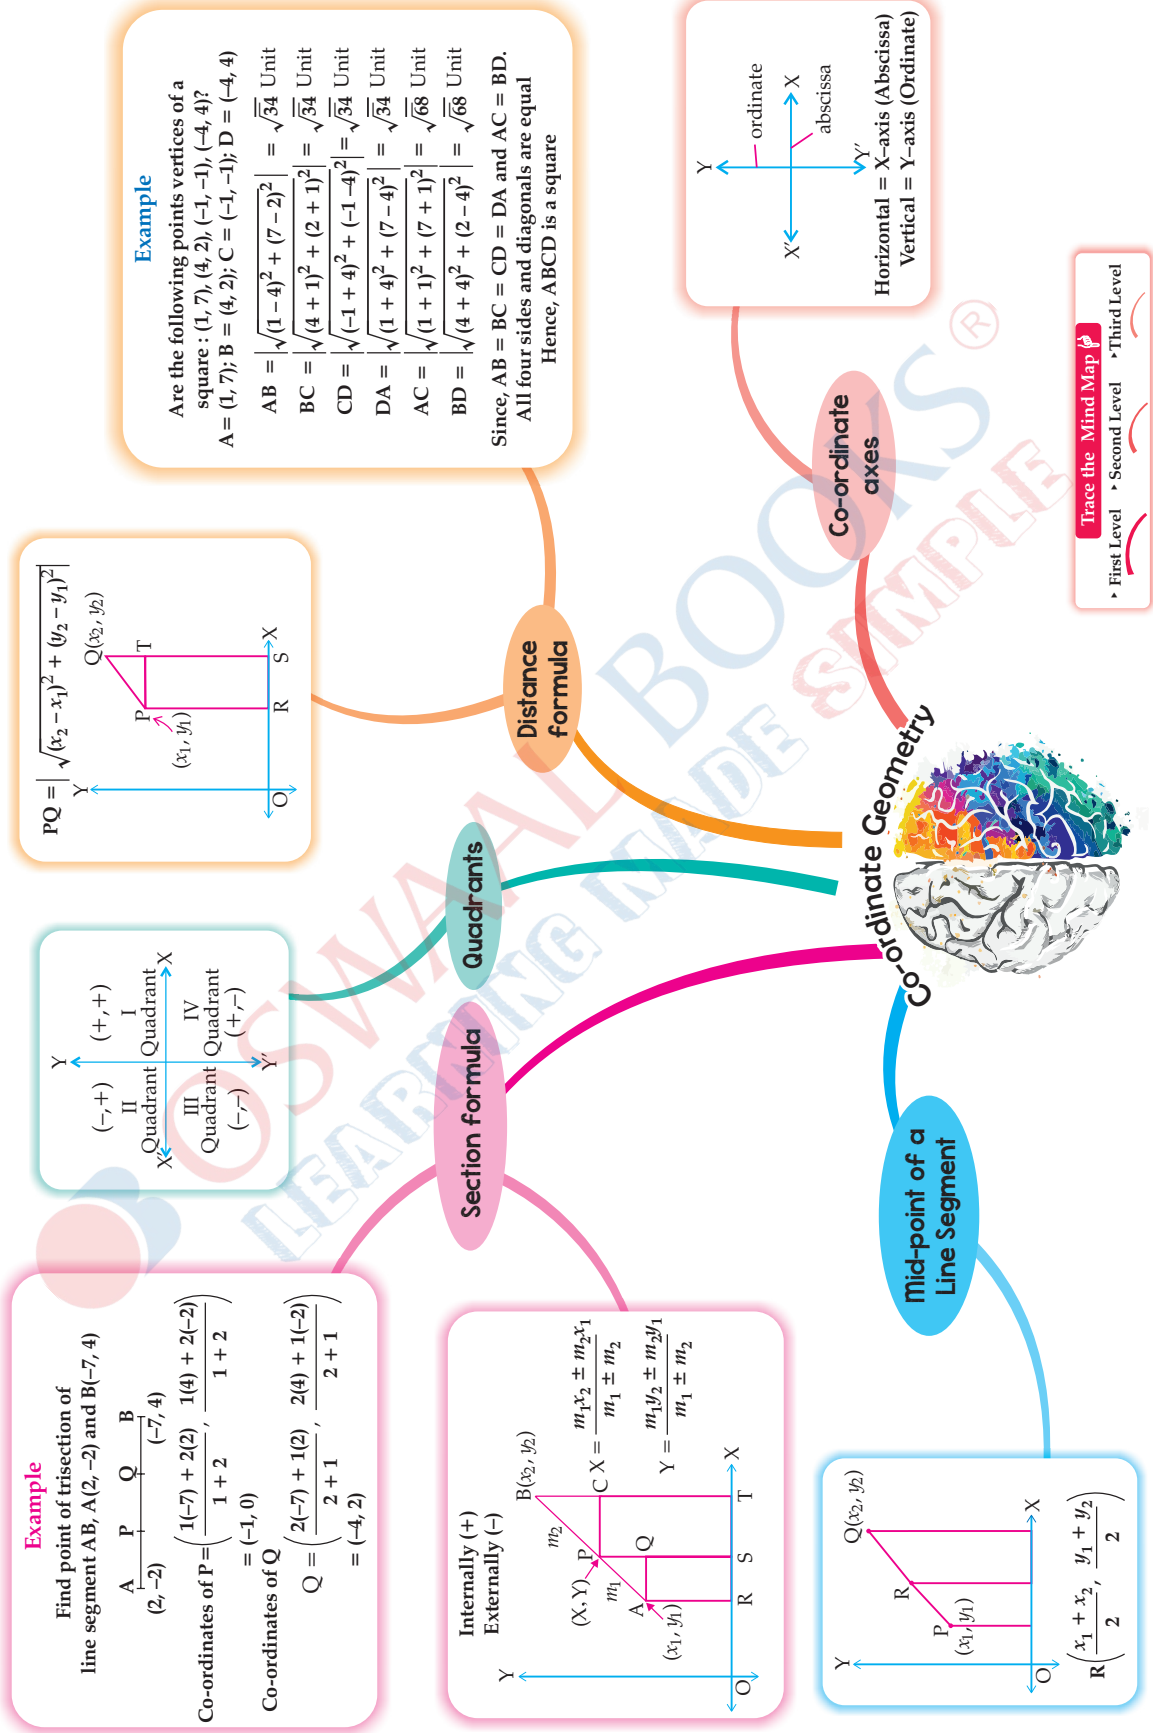 Co-ordinate Geometry
Section formula
Example
Find point of trisection of
line segment AB, A(2, –2) and B(–7, 4)
A P Q B
(2, –2) (–7, 4)
Co-ordinates of P = ( (1(–7) + 2(2)) / (1 + 2) , (1(4) + 2(–2)) / (1 + 2) )
= (–1, 0)
Co-ordinates of Q
Q = ( (2(–7) + 1(2)) / (2 + 1) , (2(4) + 1(–2)) / (2 + 1) )
= (–4, 2)
Internally (+)
Externally (–)
Y
B(x₂, y₂)
m₂
P
C
(X, Y)
m₁
Q
A
(x₁, y₁)
O R S T X
X = (m₁x₂ ± m₂x₁) / (m₁ ± m₂)
Y = (m₁y₂ ± m₂y₁) / (m₁ ± m₂)
Quadrants
Y
(–,+) (+,+)
II I
Quadrant Quadrant
X' X
III IV
Quadrant Quadrant
(–,–) (+,–)
Y'
Distance
formula
PQ = |√((x₂ – x₁)² + (y₂ – y₁)²)|
Y
Q(x₂, y₂)
P T
(x₁, y₁)
O R S X
Example
Are the following points vertices of a
square : (1, 7), (4, 2), (–1, –1), (–4, 4)?
A= (1, 7); B = (4, 2); C = (–1, –1); D = (–4, 4)
AB = |√((1 – 4)² + (7 – 2)²)| = √34 Unit
BC = |√((4 + 1)² + (2 + 1)²)| = √34 Unit
CD = |√((–1 + 4)² + (–1 –4)²)| = √34 Unit
DA = |√((1 + 4)² + (7 – 4)²)| = √34 Unit
AC = |√((1 + 1)² + (7 + 1)²)| = √68 Unit
BD = |√((4 + 4)² + (2 – 4)²)| = √68 Unit
Since, AB = BC = CD = DA and AC = BD.
All four sides and diagonals are equal
Hence, ABCD is a square
Co-ordinate
axes
Y
ordinate
X' X
abscissa
Y'
Horizontal = X–axis (Abscissa)
Vertical = Y–axis (Ordinate)
Mid-point of a
Line Segment
Y
Q(x₂, y₂)
R
P
(x₁, y₁)
O X
R( (x₁ + x₂) / 2 , (y₁ + y₂) / 2 )
Trace the Mind Map
First Level Second Level Third Level
OSWAAL BOOKS ®
LEARNING MADE SIMPLE